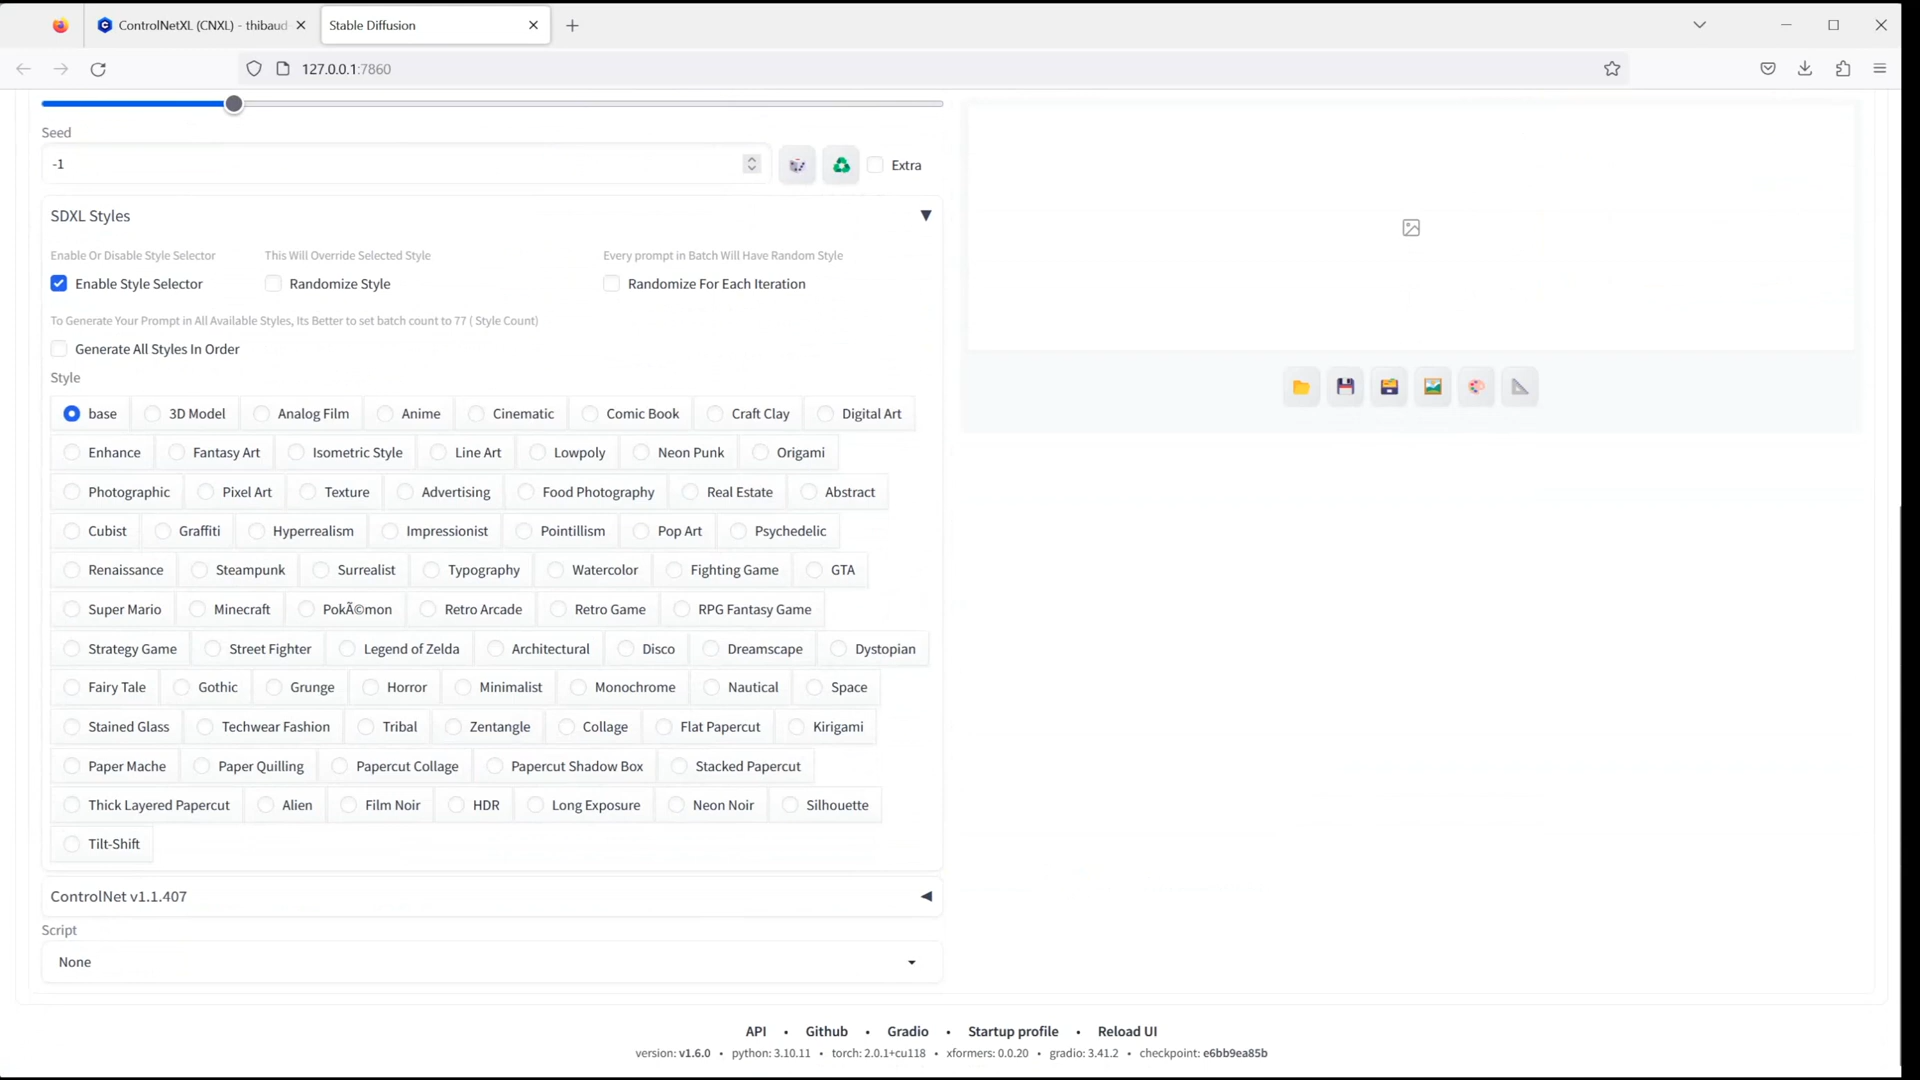 ControlNetXL (CNXL) - thibaud
Stable Diffusion
127.0.0.1:7860
Seed
-1
Extra
SDXL Styles
Enable Or Disable Style Selector This Will Override Selected Style Every prompt in Batch Will Have Random Style
Enable Style Selector Randomize Style Randomize For Each Iteration
To Generate Your Prompt in All Available Styles, Its Better to set batch count to 77 ( Style Count)
Generate All Styles In Order
Style
base 3D Model Analog Film Anime Cinematic Comic Book Craft Clay Digital Art
Enhance Fantasy Art Isometric Style Line Art Lowpoly Neon Punk Origami
Photographic Pixel Art Texture Advertising Food Photography Real Estate Abstract
Cubist Graffiti Hyperrealism Impressionist Pointillism Pop Art Psychedelic
Renaissance Steampunk Surrealist Typography Watercolor Fighting Game GTA
Super Mario Minecraft PokÃ©mon Retro Arcade Retro Game RPG Fantasy Game
Strategy Game Street Fighter Legend of Zelda Architectural Disco Dreamscape Dystopian
Fairy Tale Gothic Grunge Horror Minimalist Monochrome Nautical Space
Stained Glass Techwear Fashion Tribal Zentangle Collage Flat Papercut Kirigami
Paper Mache Paper Quilling Papercut Collage Papercut Shadow Box Stacked Papercut
Thick Layered Papercut Alien Film Noir HDR Long Exposure Neon Noir Silhouette
Tilt-Shift
ControlNet v1.1.407
Script
None
API • Github • Gradio • Startup profile • Reload UI
version: v1.6.0 • python: 3.10.11 • torch: 2.0.1+cu118 • xformers: 0.0.20 • gradio: 3.41.2 • checkpoint: e6bb9ea85b